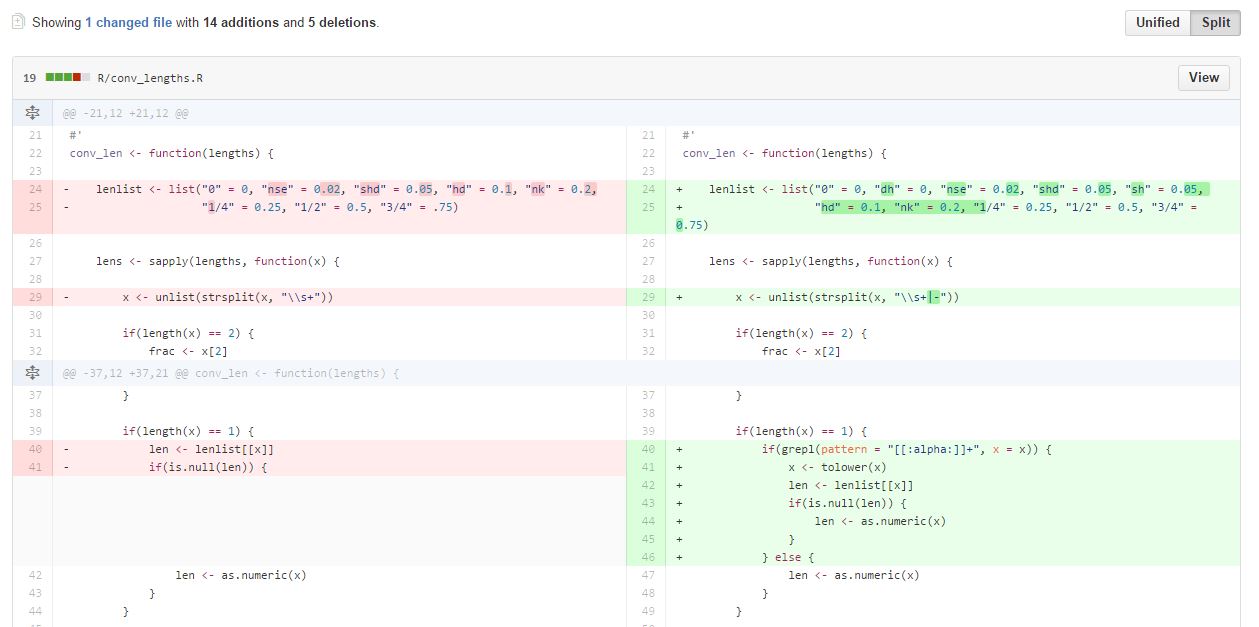 Showing 1 changed file with 14 additions and 5 deletions.
Unified Split
19 R/conv_lengths.R View
@@ -21,12 +21,12 @@
21 #' 21 #'
22 conv_len <- function(lengths) { 22 conv_len <- function(lengths) {
23 23
24 - lenlist <- list("0" = 0, "nse" = 0.02, "shd" = 0.05, "hd" = 0.1, "nk" = 0.2, 24 + lenlist <- list("0" = 0, "dh" = 0, "nse" = 0.02, "shd" = 0.05, "sh" = 0.05,
25 - "1/4" = 0.25, "1/2" = 0.5, "3/4" = .75) 25 + "hd" = 0.1, "nk" = 0.2, "1/4" = 0.25, "1/2" = 0.5, "3/4" =
0.75)
26 26
27 lens <- sapply(lengths, function(x) { 27 lens <- sapply(lengths, function(x) {
28 28
29 - x <- unlist(strsplit(x, "\\s+")) 29 + x <- unlist(strsplit(x, "\\s+|-"))
30 30
31 if(length(x) == 2) { 31 if(length(x) == 2) {
32 frac <- x[2] 32 frac <- x[2]
@@ -37,12 +37,21 @@ conv_len <- function(lengths) {
37 } 37 }
38 38
39 if(length(x) == 1) { 39 if(length(x) == 1) {
40 - len <- lenlist[[x]] 40 + if(grepl(pattern = "[[:alpha:]]+", x = x)) {
41 - if(is.null(len)) { 41 + x <- tolower(x)
42 + len <- lenlist[[x]]
43 + if(is.null(len)) {
44 + len <- as.numeric(x)
45 + }
46 + } else {
42 len <- as.numeric(x) 47 len <- as.numeric(x)
43 } 48 }
44 } 49 }